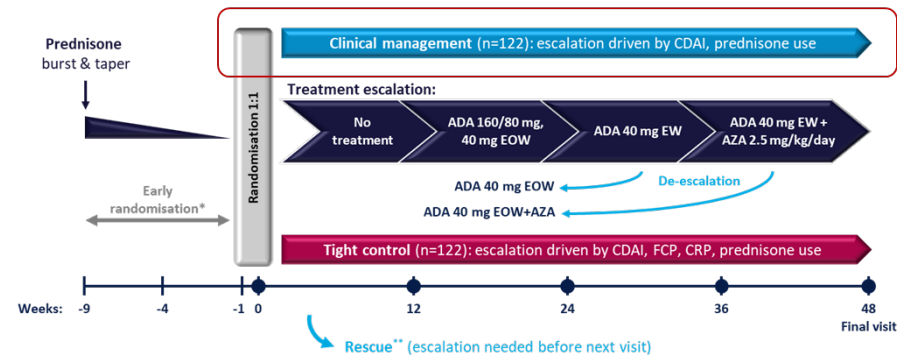 Clinical management (n=122): escalation driven by CDAI, prednisone use
Prednisone
burst & taper
Randomisation 1:1
Treatment escalation:
No
treatment
ADA 160/80 mg,
40 mg EOW
ADA 40 mg EW
ADA 40 mg EW +
AZA 2.5 mg/kg/day
De-escalation
ADA 40 mg EOW
ADA 40 mg EOW+AZA
Early
randomisation*
Tight control (n=122): escalation driven by CDAI, FCP, CRP, prednisone use
Weeks: -9 -4 -1 0 12 24 36 48
Final visit
Rescue** (escalation needed before next visit)